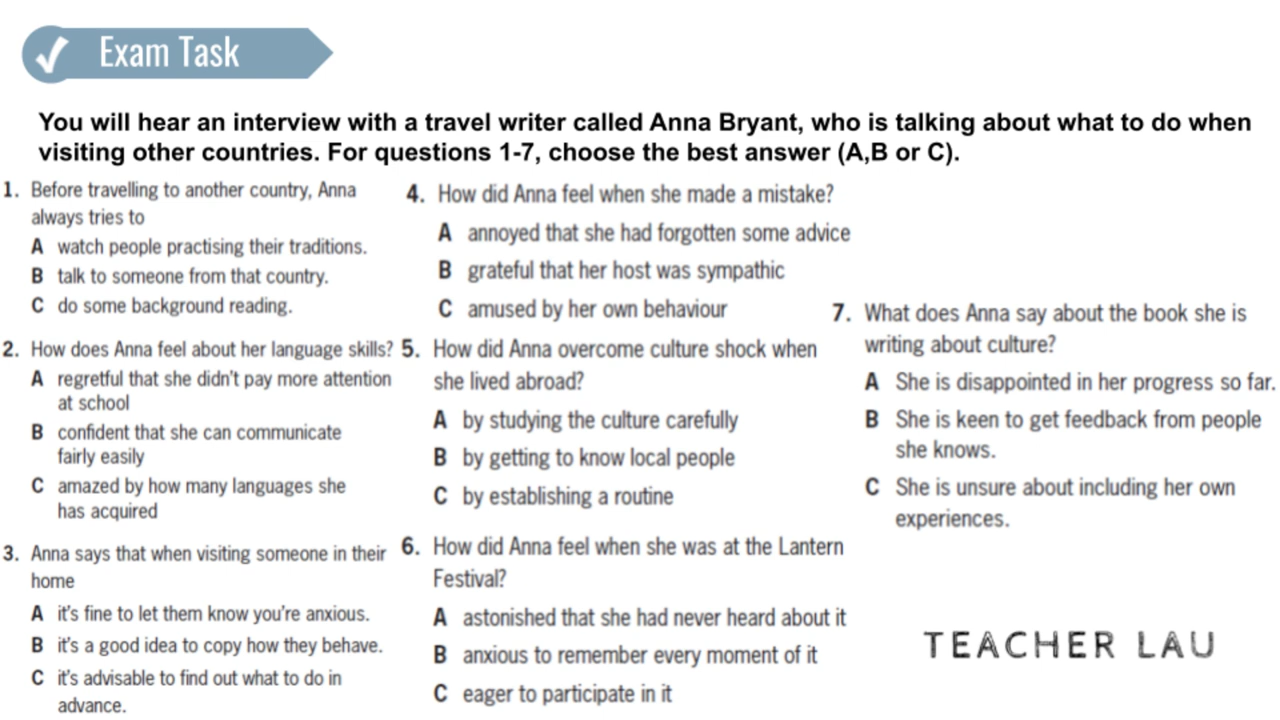 Exam Task
You will hear an interview with a travel writer called Anna Bryant, who is talking about what to do when
visiting other countries. For questions 1-7, choose the best answer (A,B or C).
1. Before travelling to another country, Anna
always tries to
A watch people practising their traditions.
B talk to someone from that country.
C do some background reading.
2. How does Anna feel about her language skills?
A regretful that she didn't pay more attention
at school
B confident that she can communicate
fairly easily
C amazed by how many languages she
has acquired
3. Anna says that when visiting someone in their
home
A it's fine to let them know you're anxious.
B it's a good idea to copy how they behave.
C it's advisable to find out what to do in
advance.
4. How did Anna feel when she made a mistake?
A annoyed that she had forgotten some advice
B grateful that her host was sympathic
C amused by her own behaviour
5. How did Anna overcome culture shock when
she lived abroad?
A by studying the culture carefully
B by getting to know local people
C by establishing a routine
6. How did Anna feel when she was at the Lantern
Festival?
A astonished that she had never heard about it
B anxious to remember every moment of it
C eager to participate in it
7. What does Anna say about the book she is
writing about culture?
A She is disappointed in her progress so far.
B She is keen to get feedback from people
she knows.
C She is unsure about including her own
experiences.
TEACHER LAU